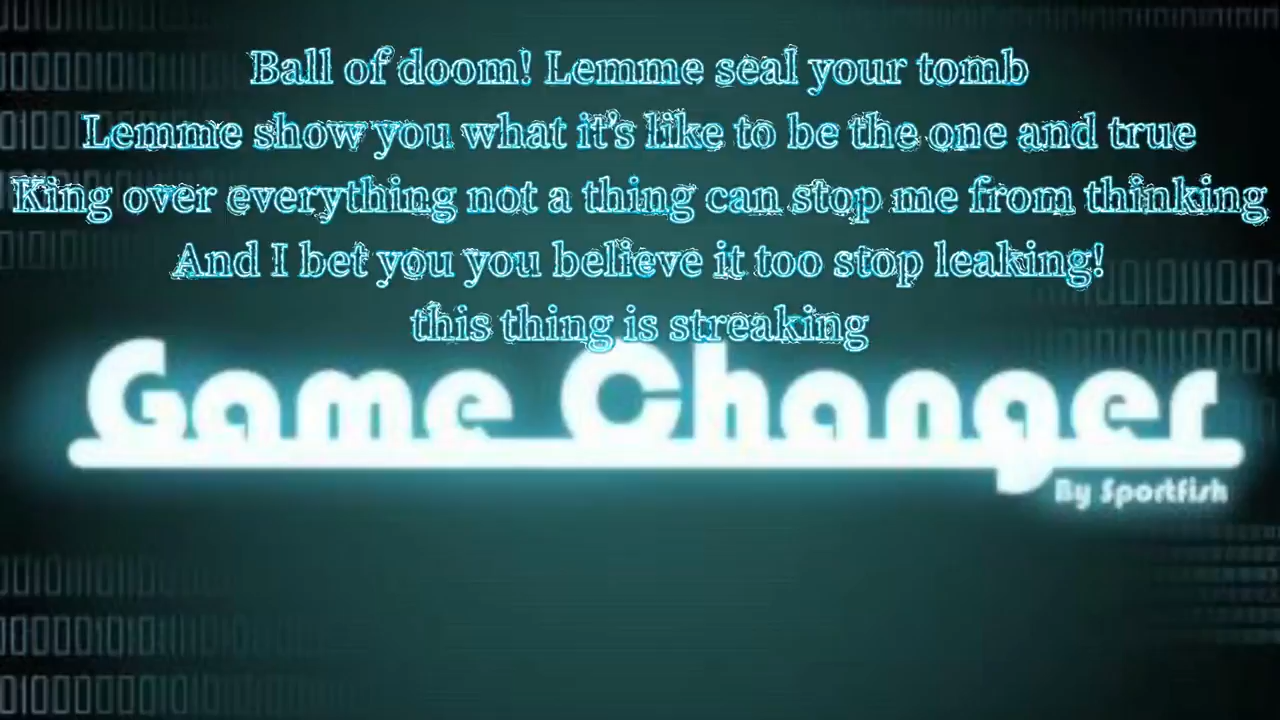 Ball of doom! Lemme seal your tomb
Lemme show you what it's like to be the one and true
King over everything not a thing can stop me from thinking
And I bet you you believe it too stop leaking!
this thing is streaking
Game Changer
By Sportfish